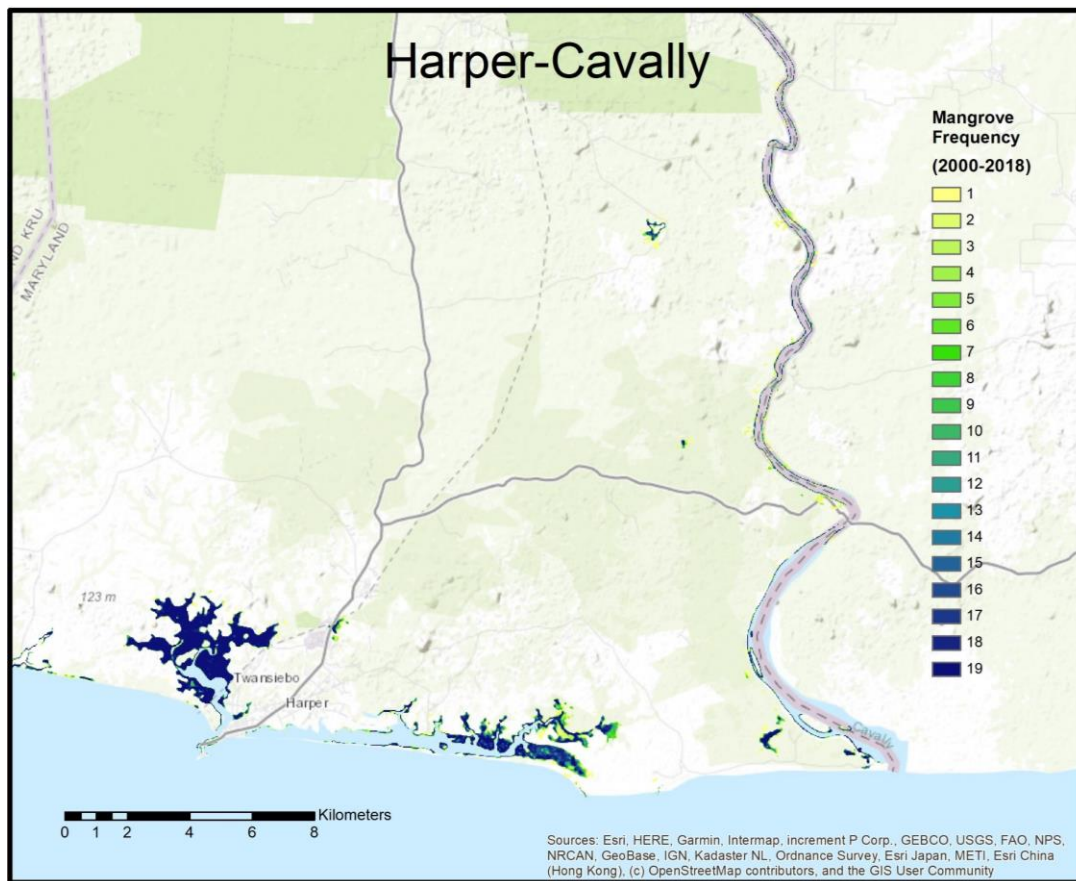 Harper-Cavally
Mangrove
Frequency
(2000-2018)
1
2
3
4
5
6
7
8
9
10
11
12
13
14
15
16
17
18
19
ND KRU
MARYLAND
123 m
Twansiebo
Harper
Cavally
Kilometers
0 1 2 4 6 8
Sources: Esri, HERE, Garmin, Intermap, increment P Corp., GEBCO, USGS, FAO, NPS,
NRCAN, GeoBase, IGN, Kadaster NL, Ordnance Survey, Esri Japan, METI, Esri China
(Hong Kong), (c) OpenStreetMap contributors, and the GIS User Community